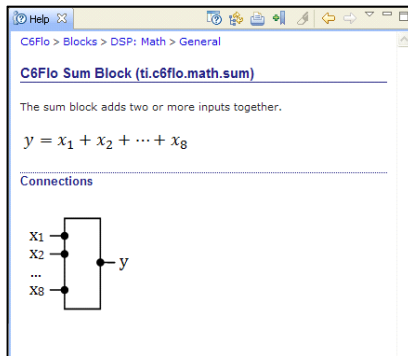 Help
C6Flo > Blocks > DSP: Math > General
C6Flo Sum Block (ti.c6flo.math.sum)
The sum block adds two or more inputs together.
y = x₁ + x₂ + ⋯ + x₈
Connections
x₁
x₂
...
x₈
y